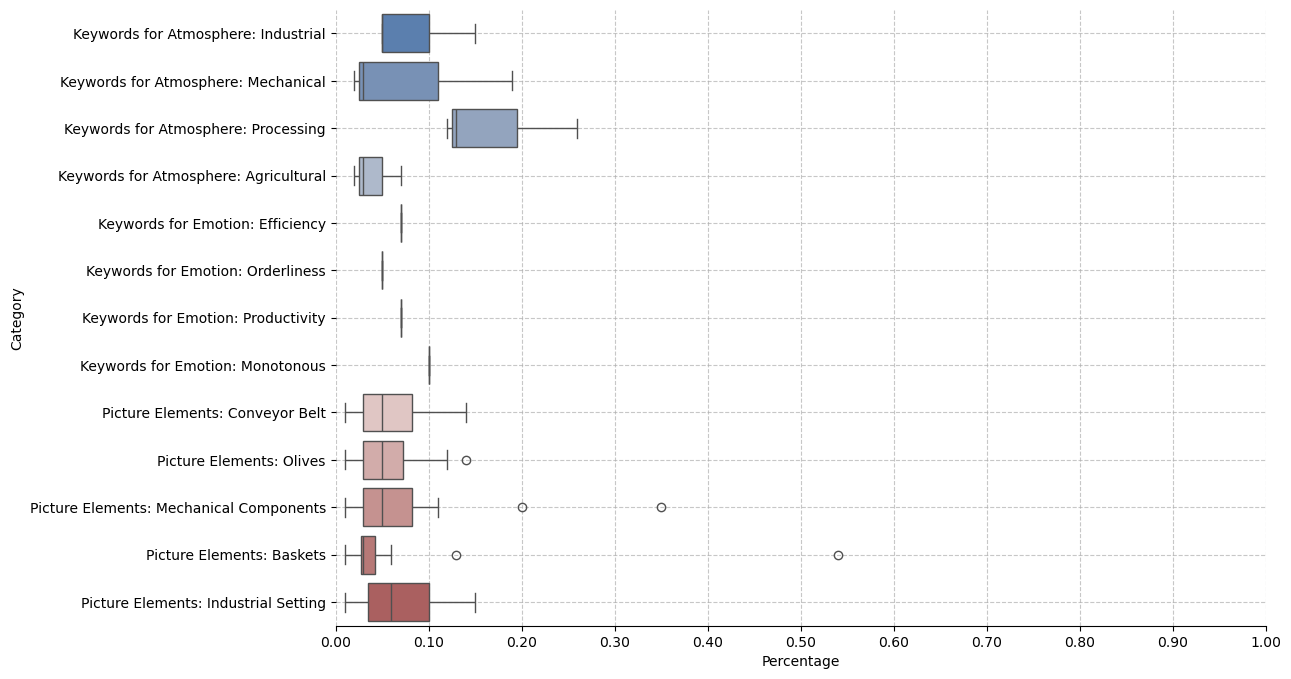 Keywords for Atmosphere: Industrial
Keywords for Atmosphere: Mechanical
Keywords for Atmosphere: Processing
Keywords for Atmosphere: Agricultural
Keywords for Emotion: Efficiency
Keywords for Emotion: Orderliness
Keywords for Emotion: Productivity
Keywords for Emotion: Monotonous
Picture Elements: Conveyor Belt
Picture Elements: Olives
Picture Elements: Mechanical Components
Picture Elements: Baskets
Picture Elements: Industrial Setting
Category
0.00 0.10 0.20 0.30 0.40 0.50 0.60 0.70 0.80 0.90 1.00
Percentage